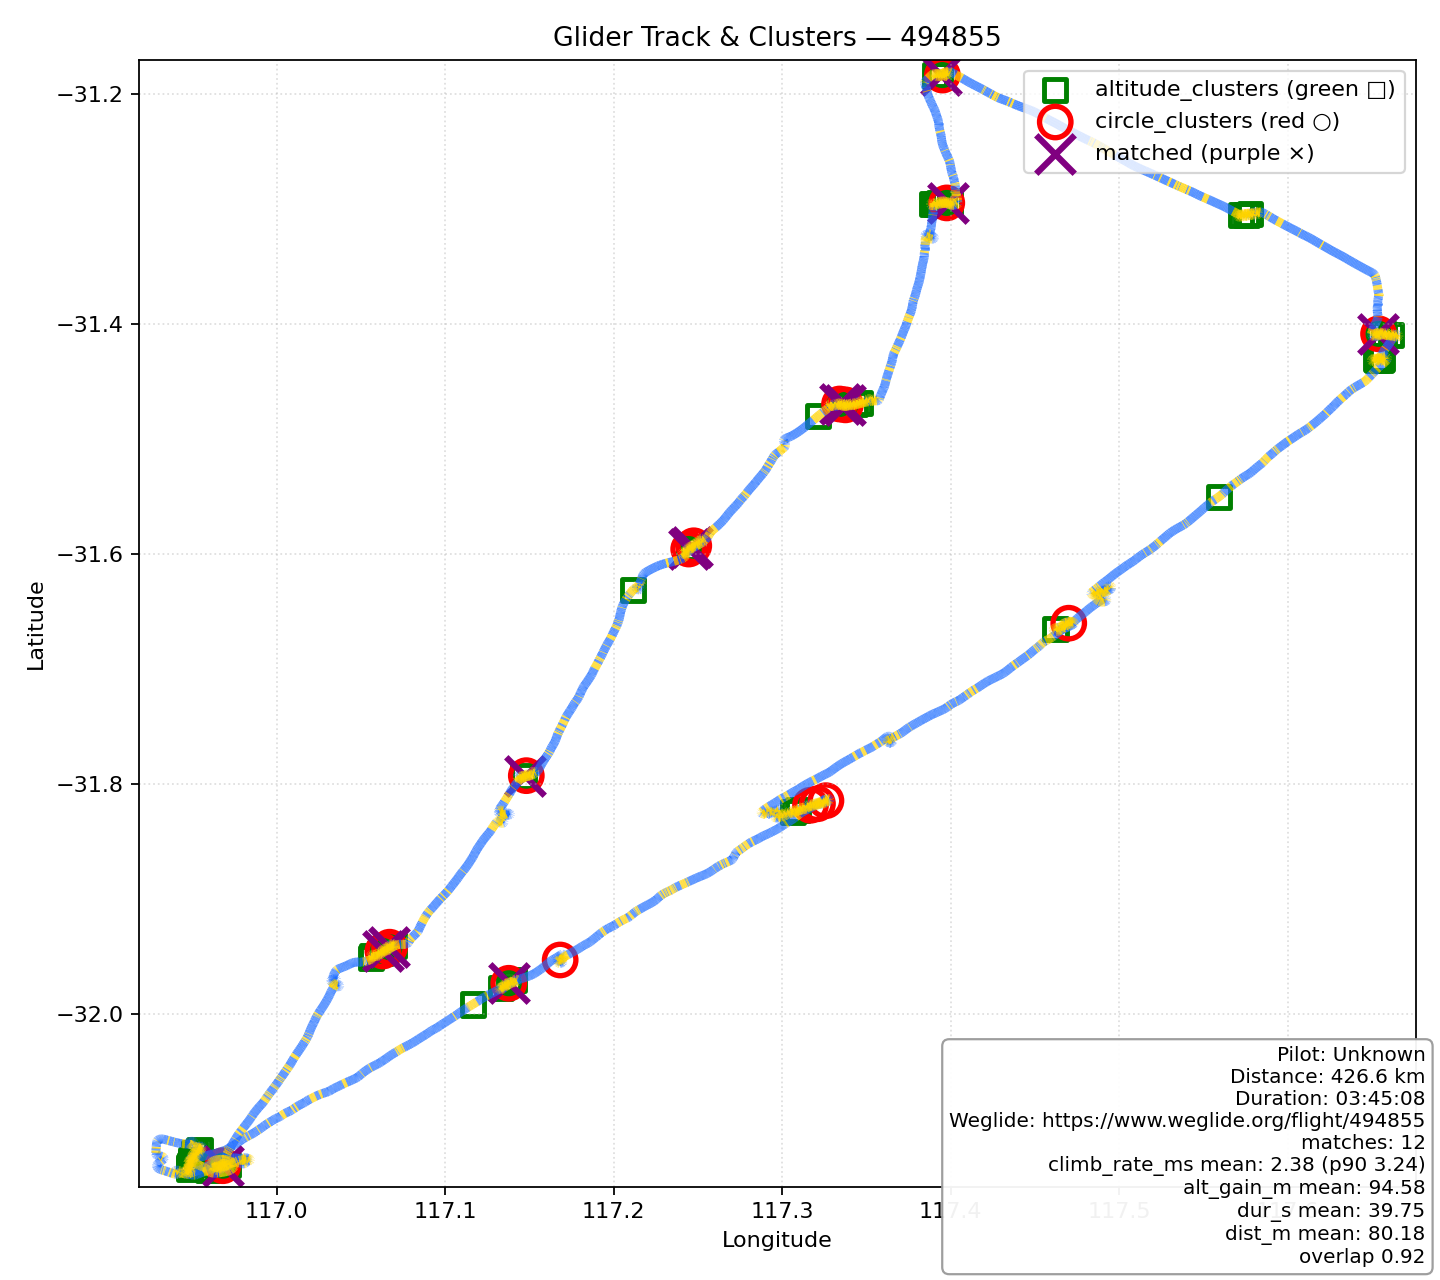 Glider Track & Clusters — 494855
altitude_clusters (green □)
circle_clusters (red ○)
matched (purple ×)
Latitude
−31.2
−31.4
−31.6
−31.8
−32.0
117.0
117.1
117.2
117.3
117.4
117.5
Longitude
Pilot: Unknown
Distance: 426.6 km
Duration: 03:45:08
Weglide: https://www.weglide.org/flight/494855
matches: 12
climb_rate_ms mean: 2.38 (p90 3.24)
alt_gain_m mean: 94.58
dur_s mean: 39.75
dist_m mean: 80.18
overlap 0.92